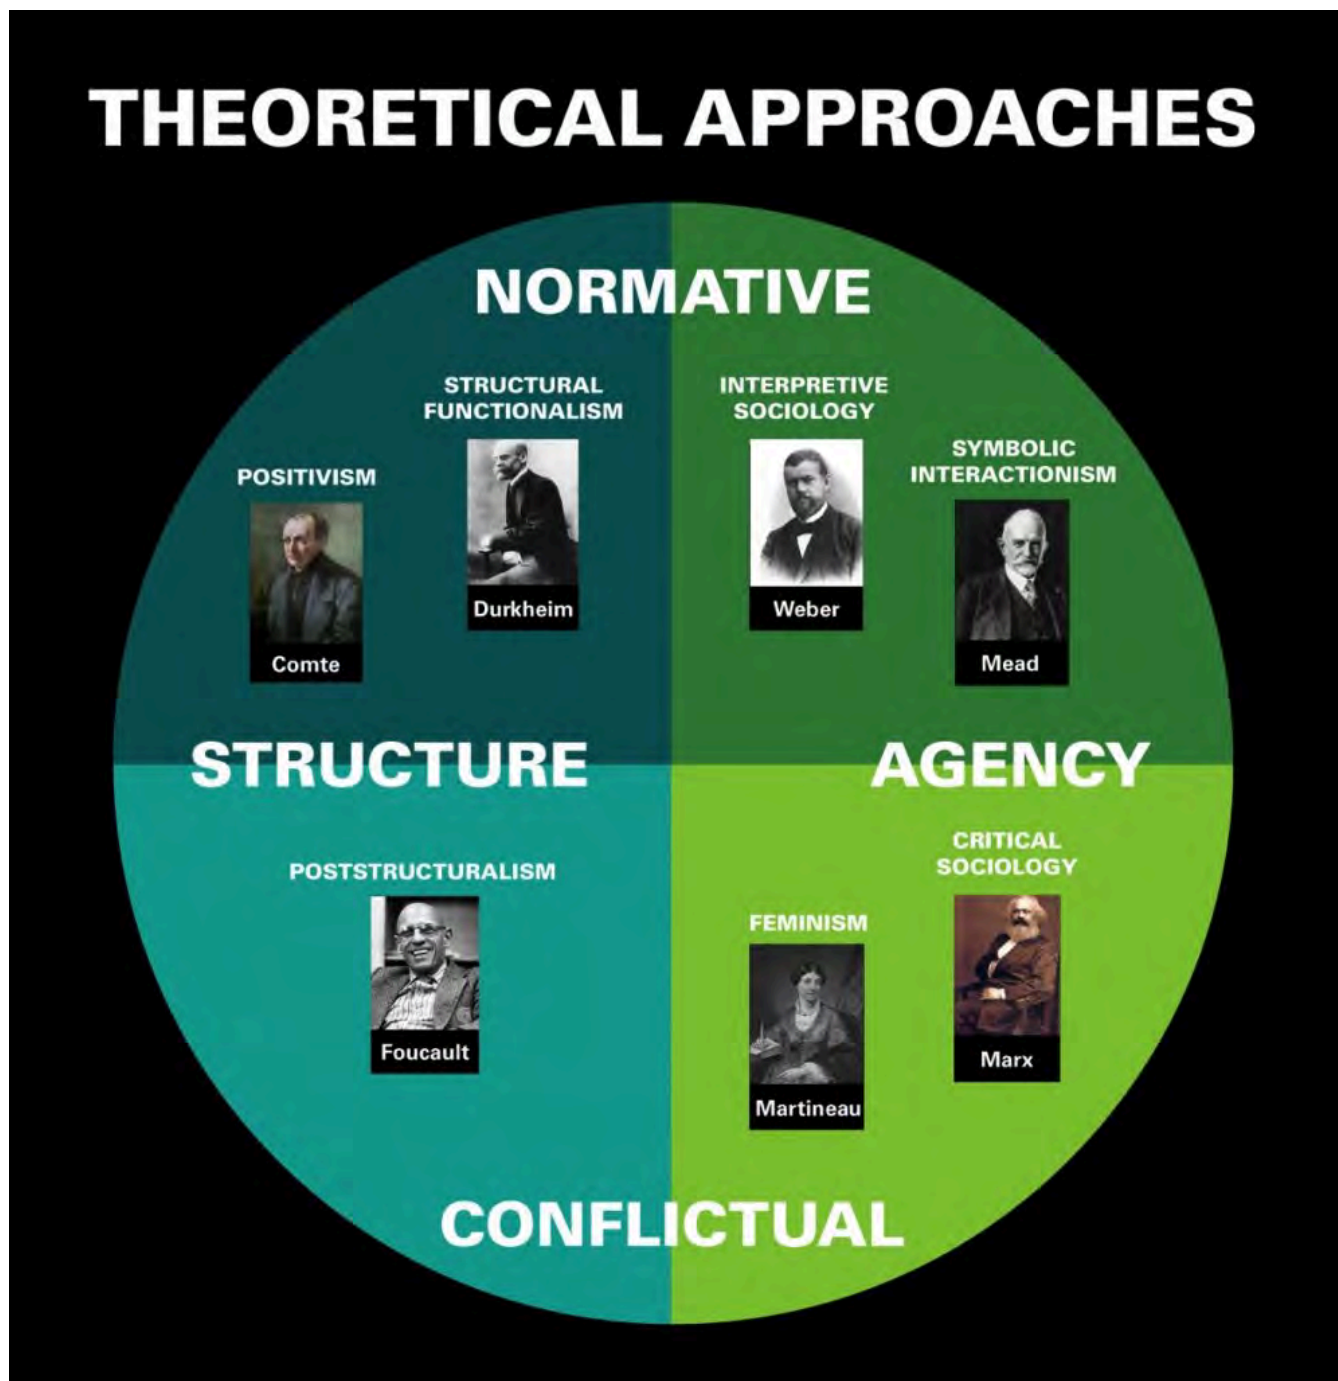 THEORETICAL APPROACHES
NORMATIVE
STRUCTURAL
FUNCTIONALISM
INTERPRETIVE
SOCIOLOGY
POSITIVISM
SYMBOLIC
INTERACTIONISM
Durkheim
Weber
Comte
Mead
STRUCTURE
AGENCY
POSTSTRUCTURALISM
CRITICAL
SOCIOLOGY
FEMINISM
Foucault
Marx
Martineau
CONFLICTUAL